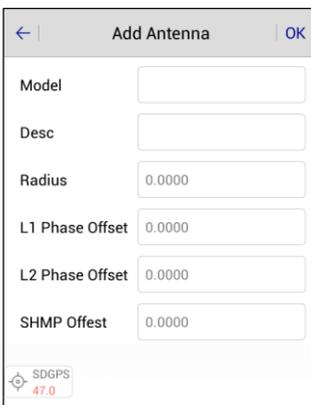 Add Antenna OK
Model
Desc
Radius 0.0000
L1 Phase Offset 0.0000
L2 Phase Offset 0.0000
SHMP Offest 0.0000
SDGPS
47.0